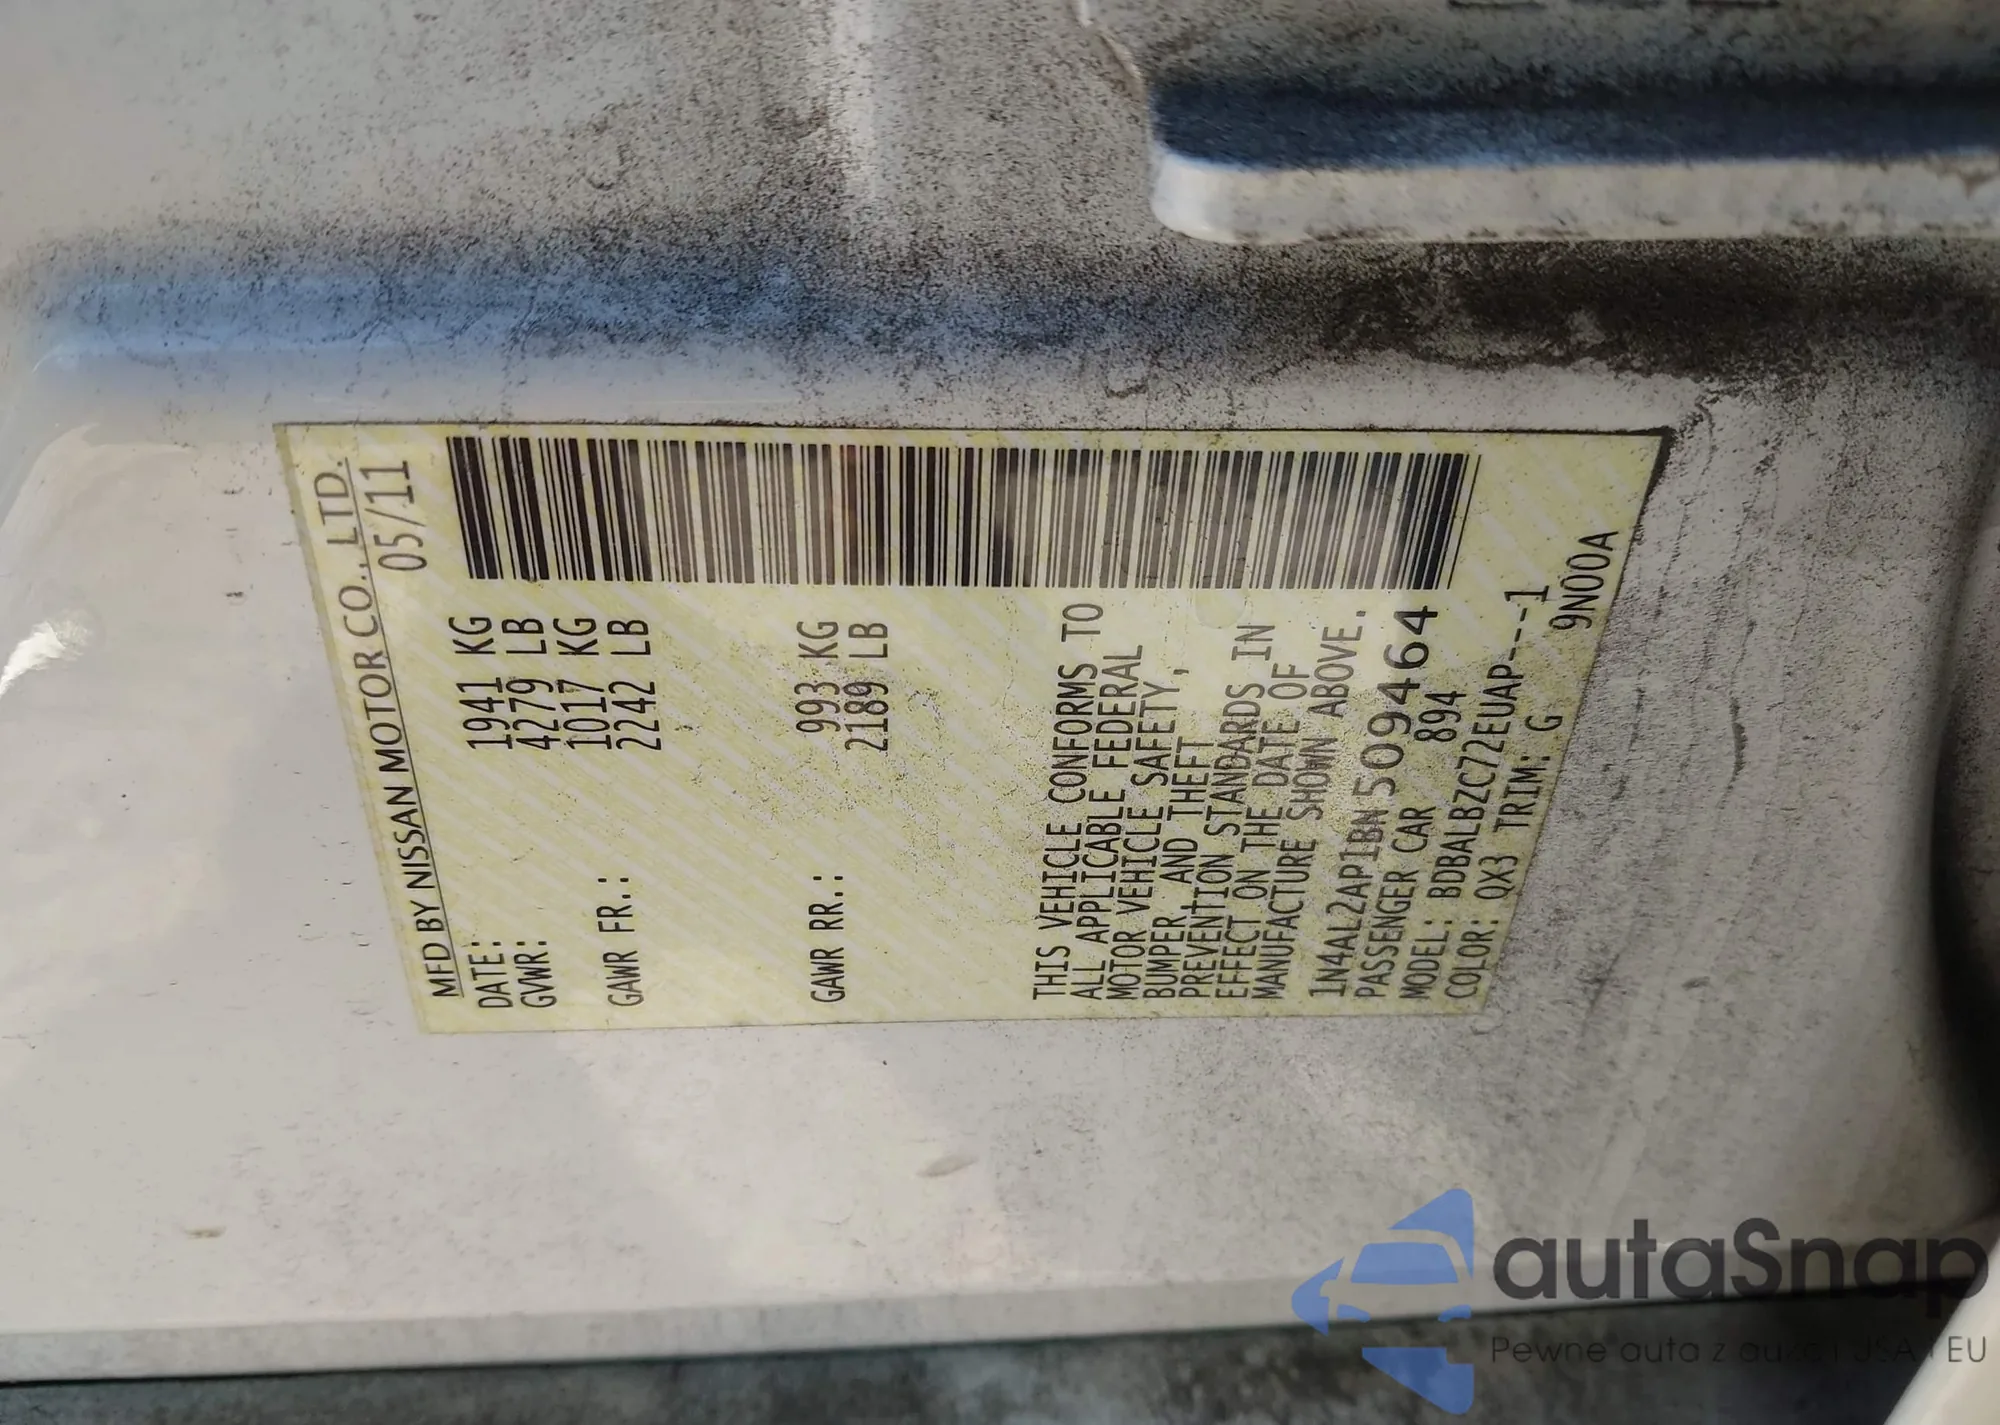 MFD BY NISSAN MOTOR CO., LTD.
DATE: 05/11
GVWR: 1941 KG
4279 LB
GAWR FR.: 1017 KG
2242 LB
GAWR RR.: 993 KG
2189 LB
THIS VEHICLE CONFORMS TO
ALL APPLICABLE FEDERAL
MOTOR VEHICLE SAFETY,
BUMPER, AND THEFT
PREVENTION STANDARDS IN
EFFECT ON THE DATE OF
MANUFACTURE SHOWN ABOVE.
1N4AL2AP1BN509464
PASSENGER CAR 894
MODEL: BDBALBZC72EUAP---1
COLOR: QX3 TRIM: G 9N00A
autaSnap
Pewne auta z aukcji USA i EU